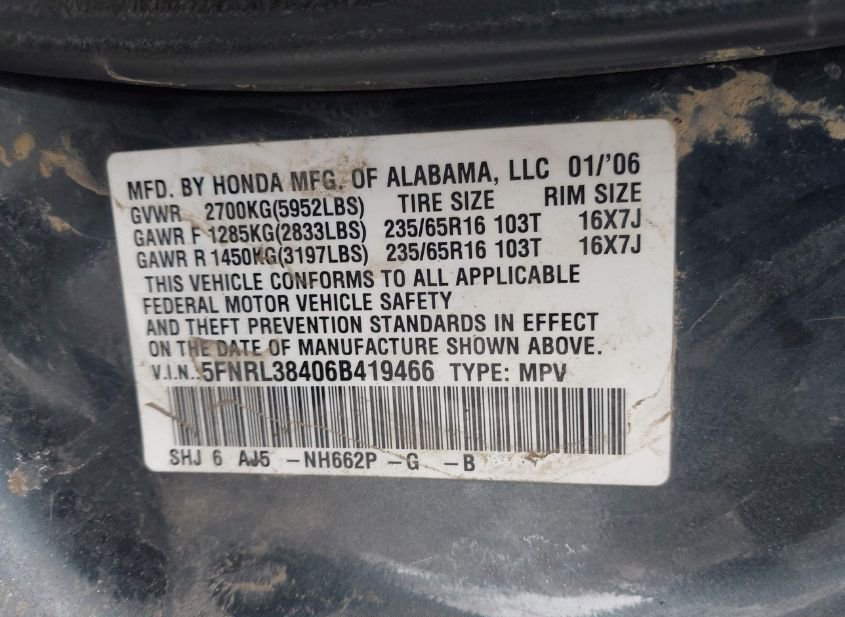 MFD. BY HONDA MFG. OF ALABAMA, LLC 01/'06
GVWR 2700KG(5952LBS) TIRE SIZE RIM SIZE
GAWR F 1285KG(2833LBS) 235/65R16 103T 16X7J
GAWR R 1450KG(3197LBS) 235/65R16 103T 16X7J
THIS VEHICLE CONFORMS TO ALL APPLICABLE
FEDERAL MOTOR VEHICLE SAFETY
AND THEFT PREVENTION STANDARDS IN EFFECT
ON THE DATE OF MANUFACTURE SHOWN ABOVE.
V.I.N.:5FNRL38406B419466 TYPE: MPV
SHJ 6 AJ5 -NH662P -G -B